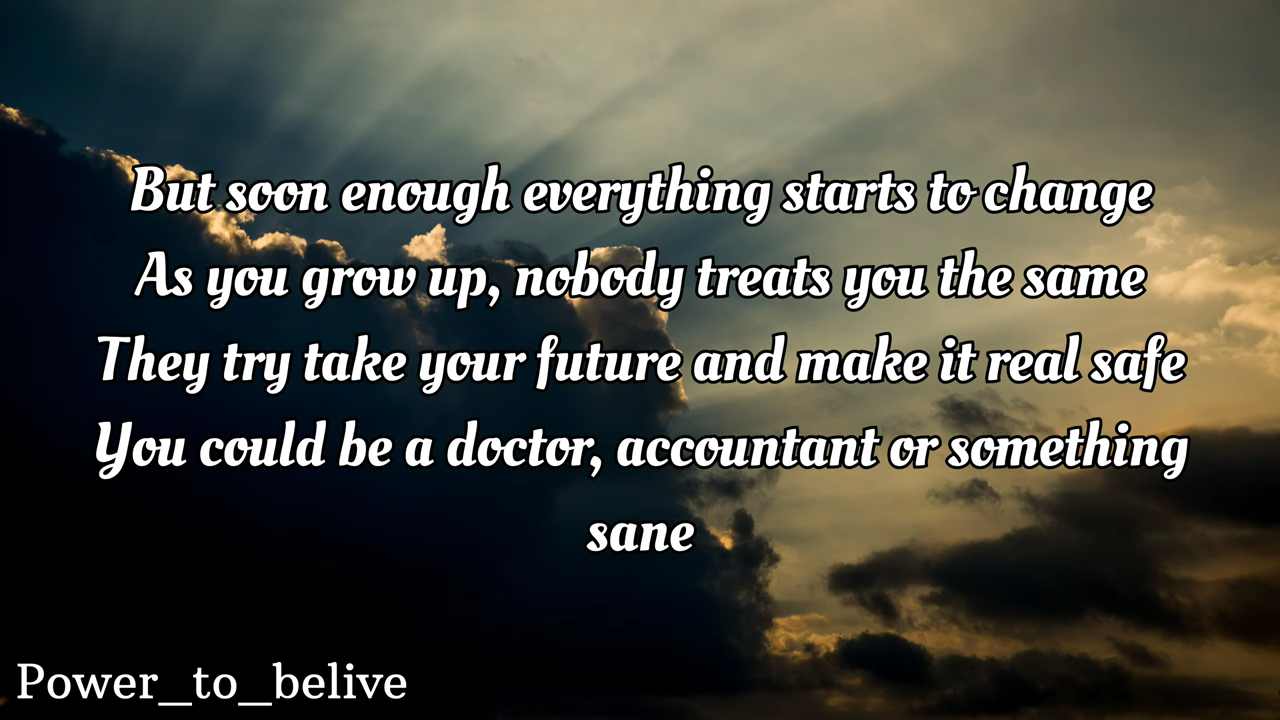 But soon enough everything starts to change
As you grow up, nobody treats you the same
They try take your future and make it real safe
You could be a doctor, accountant or something
sane
Power_to_belive